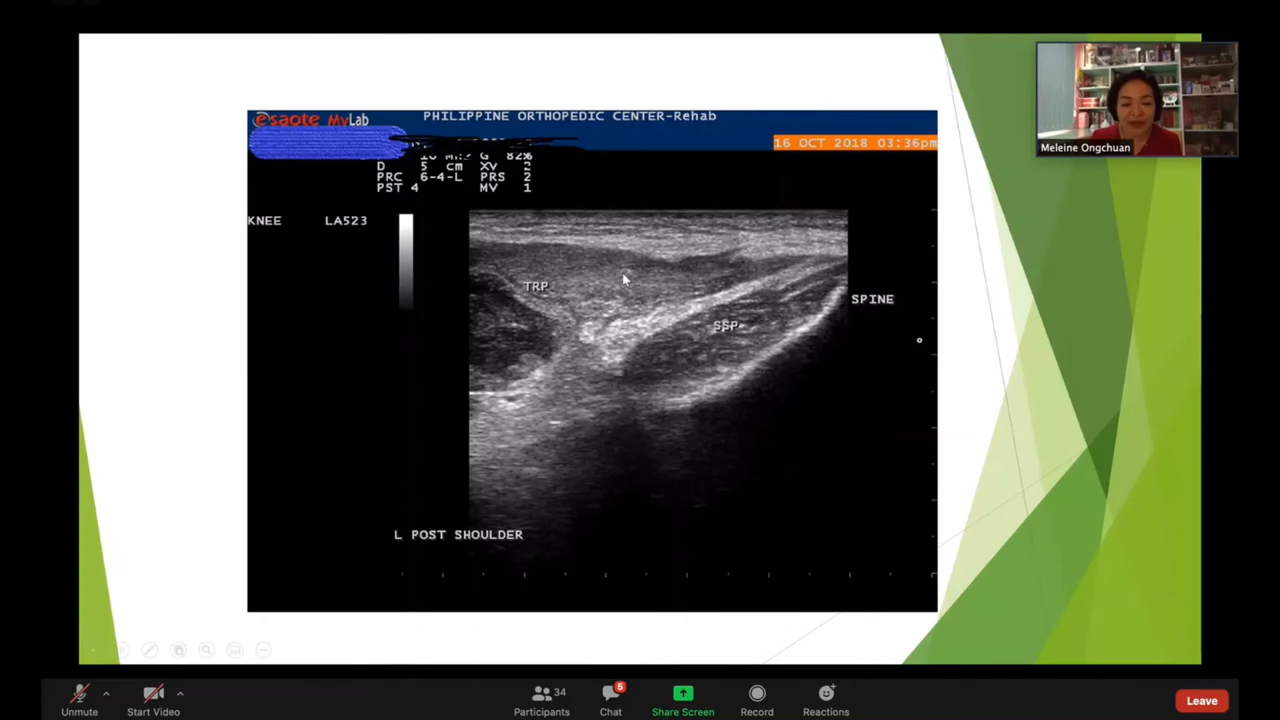 esaote MyLab
PHILIPPINE ORTHOPEDIC CENTER-Rehab
16 OCT 2018 03:36pm
G 82%
D 5 cm XV 2
PRC 6-4-L PRS 2
PST 4 MV 1
KNEE LA523
TRP
SSP
SPINE
L POST SHOULDER
Meleine Ongchuan
Unmute
Start Video
34
Participants
5
Chat
Share Screen
Record
Reactions
Leave